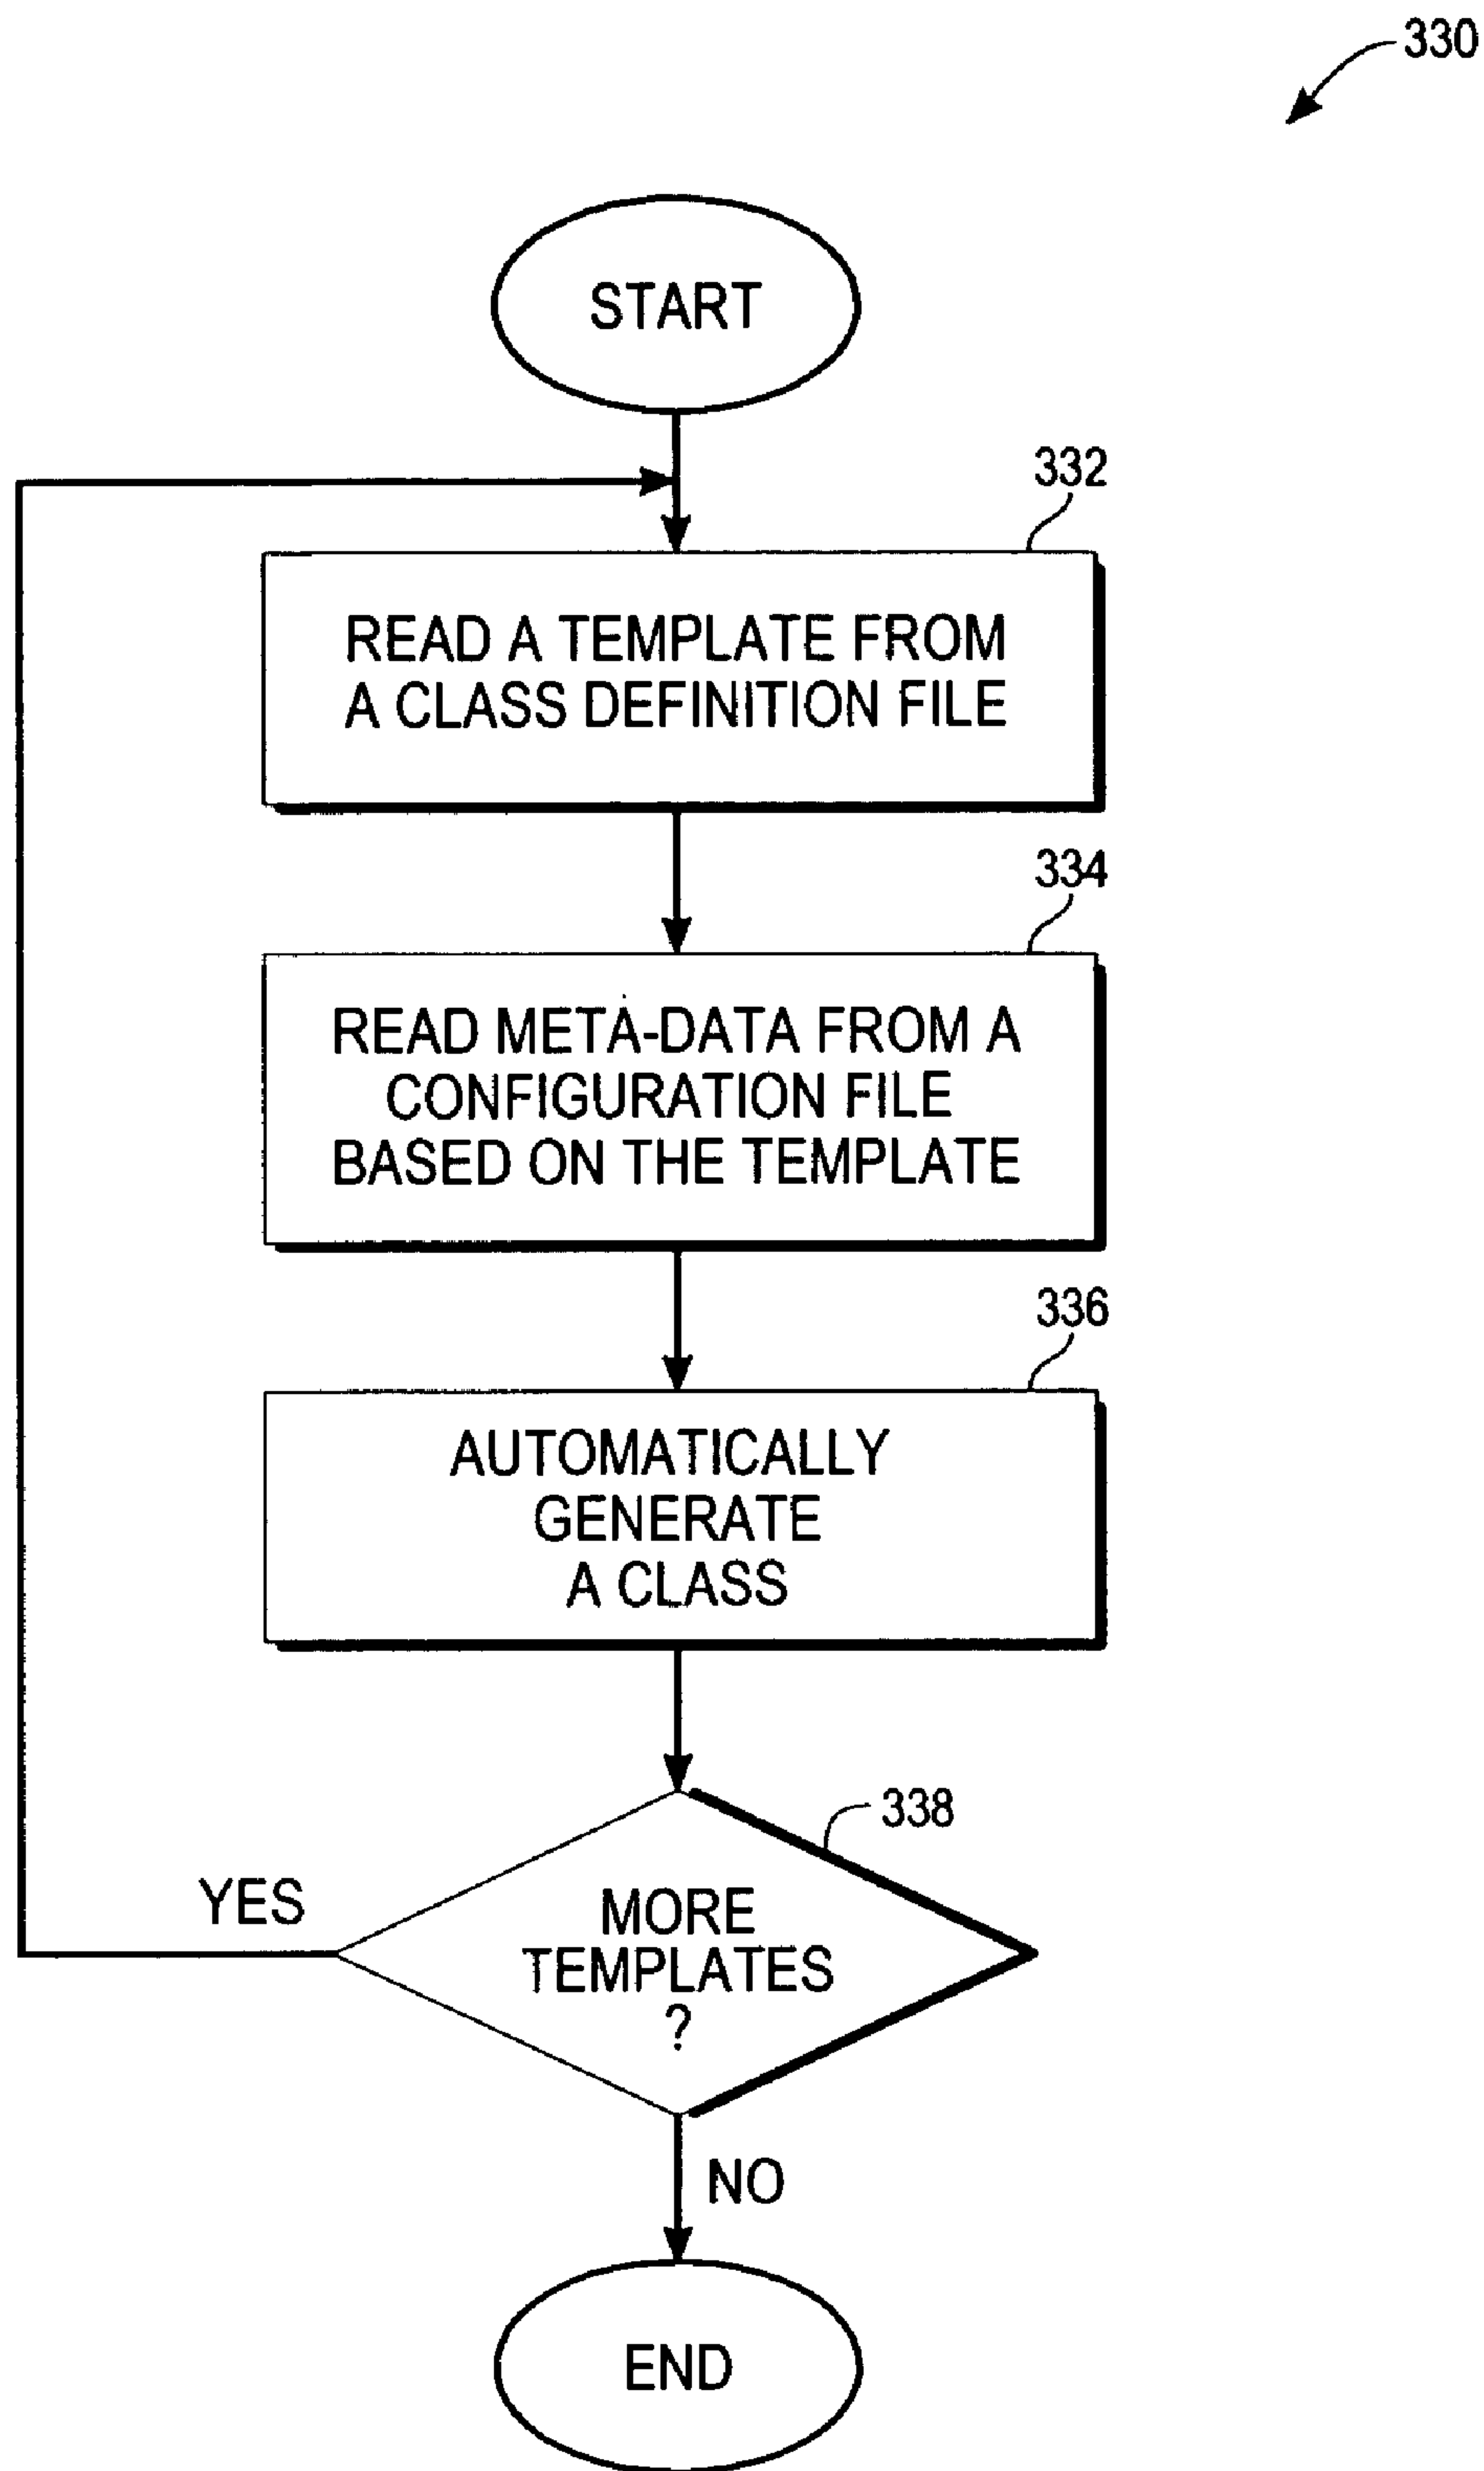 330
START
332
READ A TEMPLATE FROM
A CLASS DEFINITION FILE
334
READ META-DATA FROM A
CONFIGURATION FILE
BASED ON THE TEMPLATE
336
AUTOMATICALLY
GENERATE
A CLASS
338
YES
MORE
TEMPLATES
?
NO
END